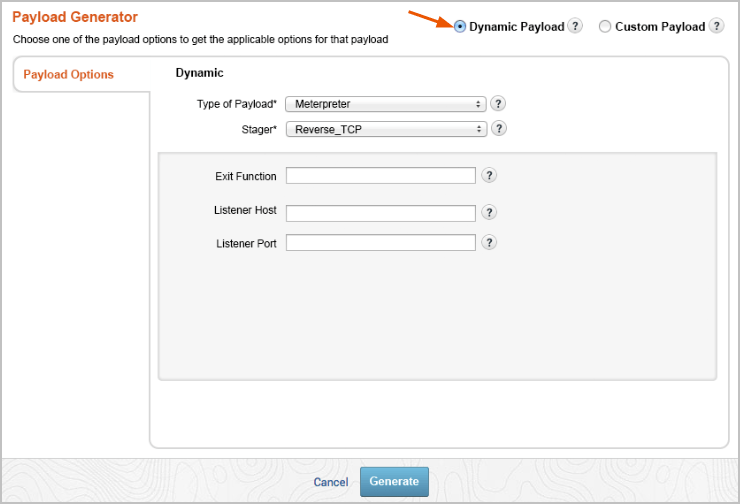 Payload Generator
Choose one of the payload options to get the applicable options for that payload
Dynamic Payload ? Custom Payload ?
Payload Options
Dynamic
Type of Payload* Meterpreter ?
Stager* Reverse_TCP ?
Exit Function ?
Listener Host ?
Listener Port ?
Cancel Generate